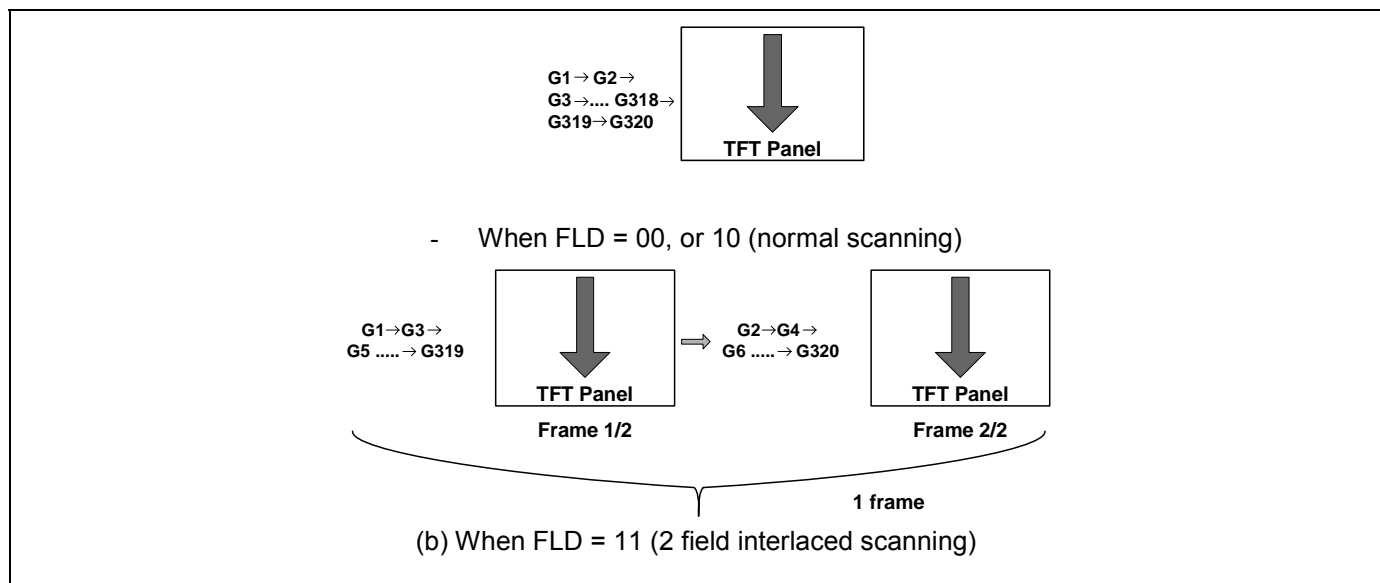 G1→ G2→
G3→.... G318→
G319→G320
TFT Panel
- When FLD = 00, or 10 (normal scanning)
G1→G3→
G5 .....→ G319
TFT Panel
Frame 1/2
G2→G4→
G6 .....→ G320
TFT Panel
Frame 2/2
1 frame
(b) When FLD = 11 (2 field interlaced scanning)